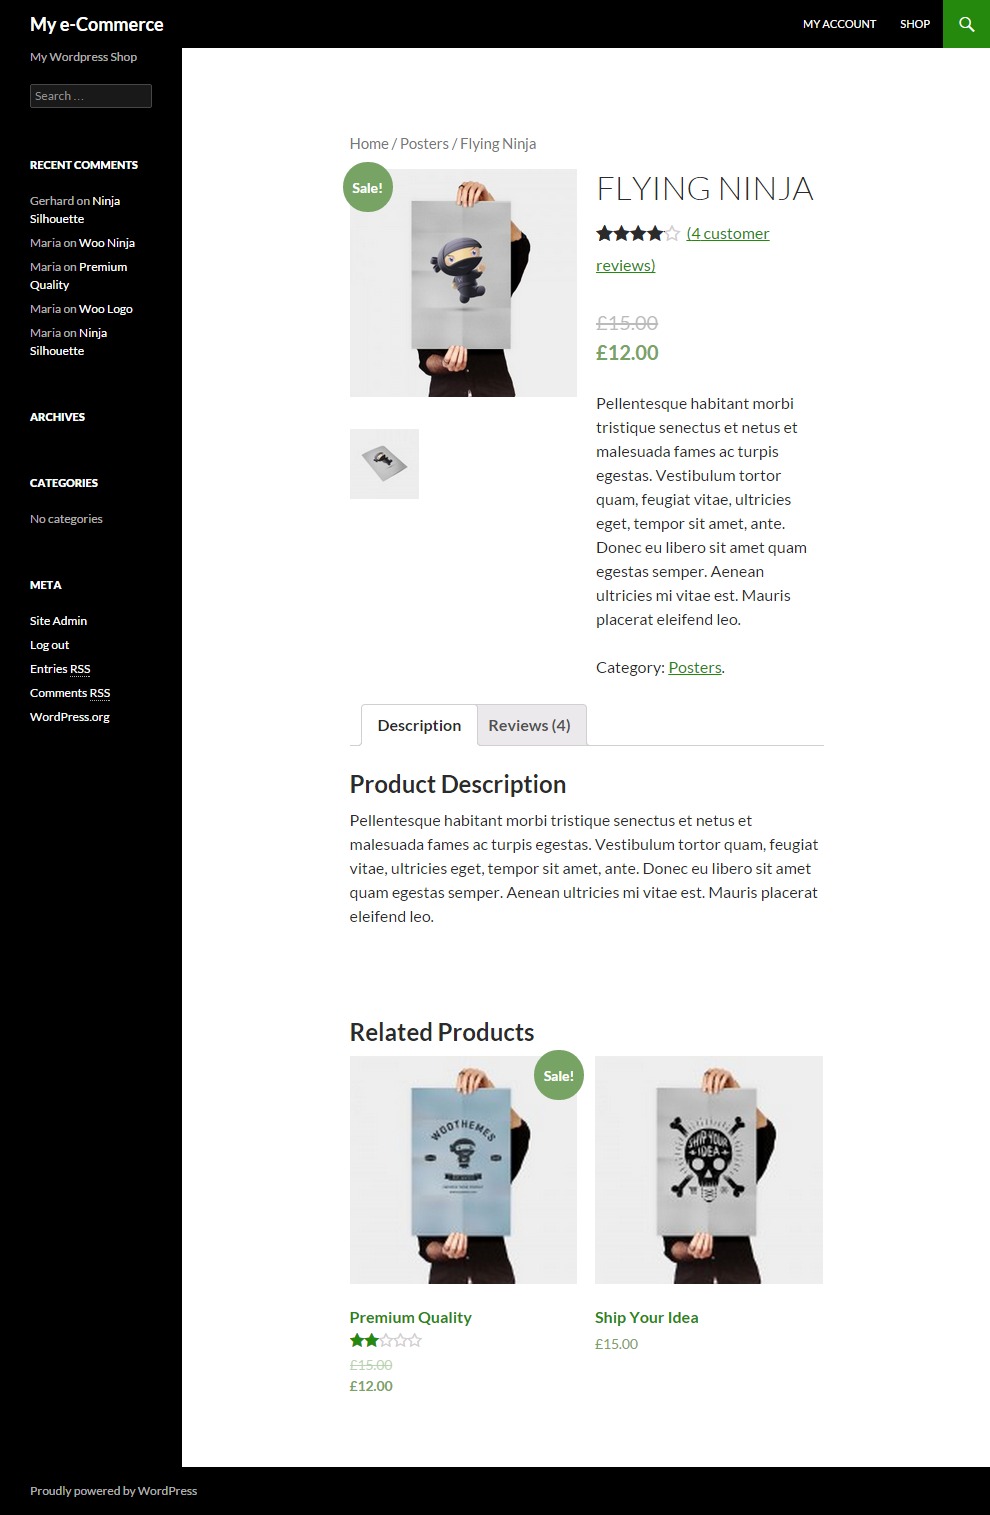 My e-Commerce
MY ACCOUNT
SHOP
My Wordpress Shop
Search …
RECENT COMMENTS
Gerhard on Ninja
Silhouette
Maria on Woo Ninja
Maria on Premium
Quality
Maria on Woo Logo
Maria on Ninja
Silhouette
ARCHIVES
CATEGORIES
No categories
META
Site Admin
Log out
Entries RSS
Comments RSS
WordPress.org
Home / Posters / Flying Ninja
Sale!
FLYING NINJA
(4 customer
reviews)
£15.00
£12.00
Pellentesque habitant morbi
tristique senectus et netus et
malesuada fames ac turpis
egestas. Vestibulum tortor
quam, feugiat vitae, ultricies
eget, tempor sit amet, ante.
Donec eu libero sit amet quam
egestas semper. Aenean
ultricies mi vitae est. Mauris
placerat eleifend leo.
Category: Posters.
Description
Reviews (4)
Product Description
Pellentesque habitant morbi tristique senectus et netus et
malesuada fames ac turpis egestas. Vestibulum tortor quam, feugiat
vitae, ultricies eget, tempor sit amet, ante. Donec eu libero sit amet
quam egestas semper. Aenean ultricies mi vitae est. Mauris placerat
eleifend leo.
Related Products
Sale!
WOOTHEMES
SHIP YOUR
IDEA
Premium Quality
£15.00
£12.00
Ship Your Idea
£15.00
Proudly powered by WordPress